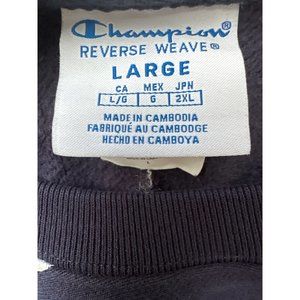 Champion
REVERSE WEAVE®
LARGE
CA MEX JPN
L/G G 2XL
MADE IN CAMBODIA
FABRIQUÉ AU CAMBODGE
HECHO EN CAMBOYA